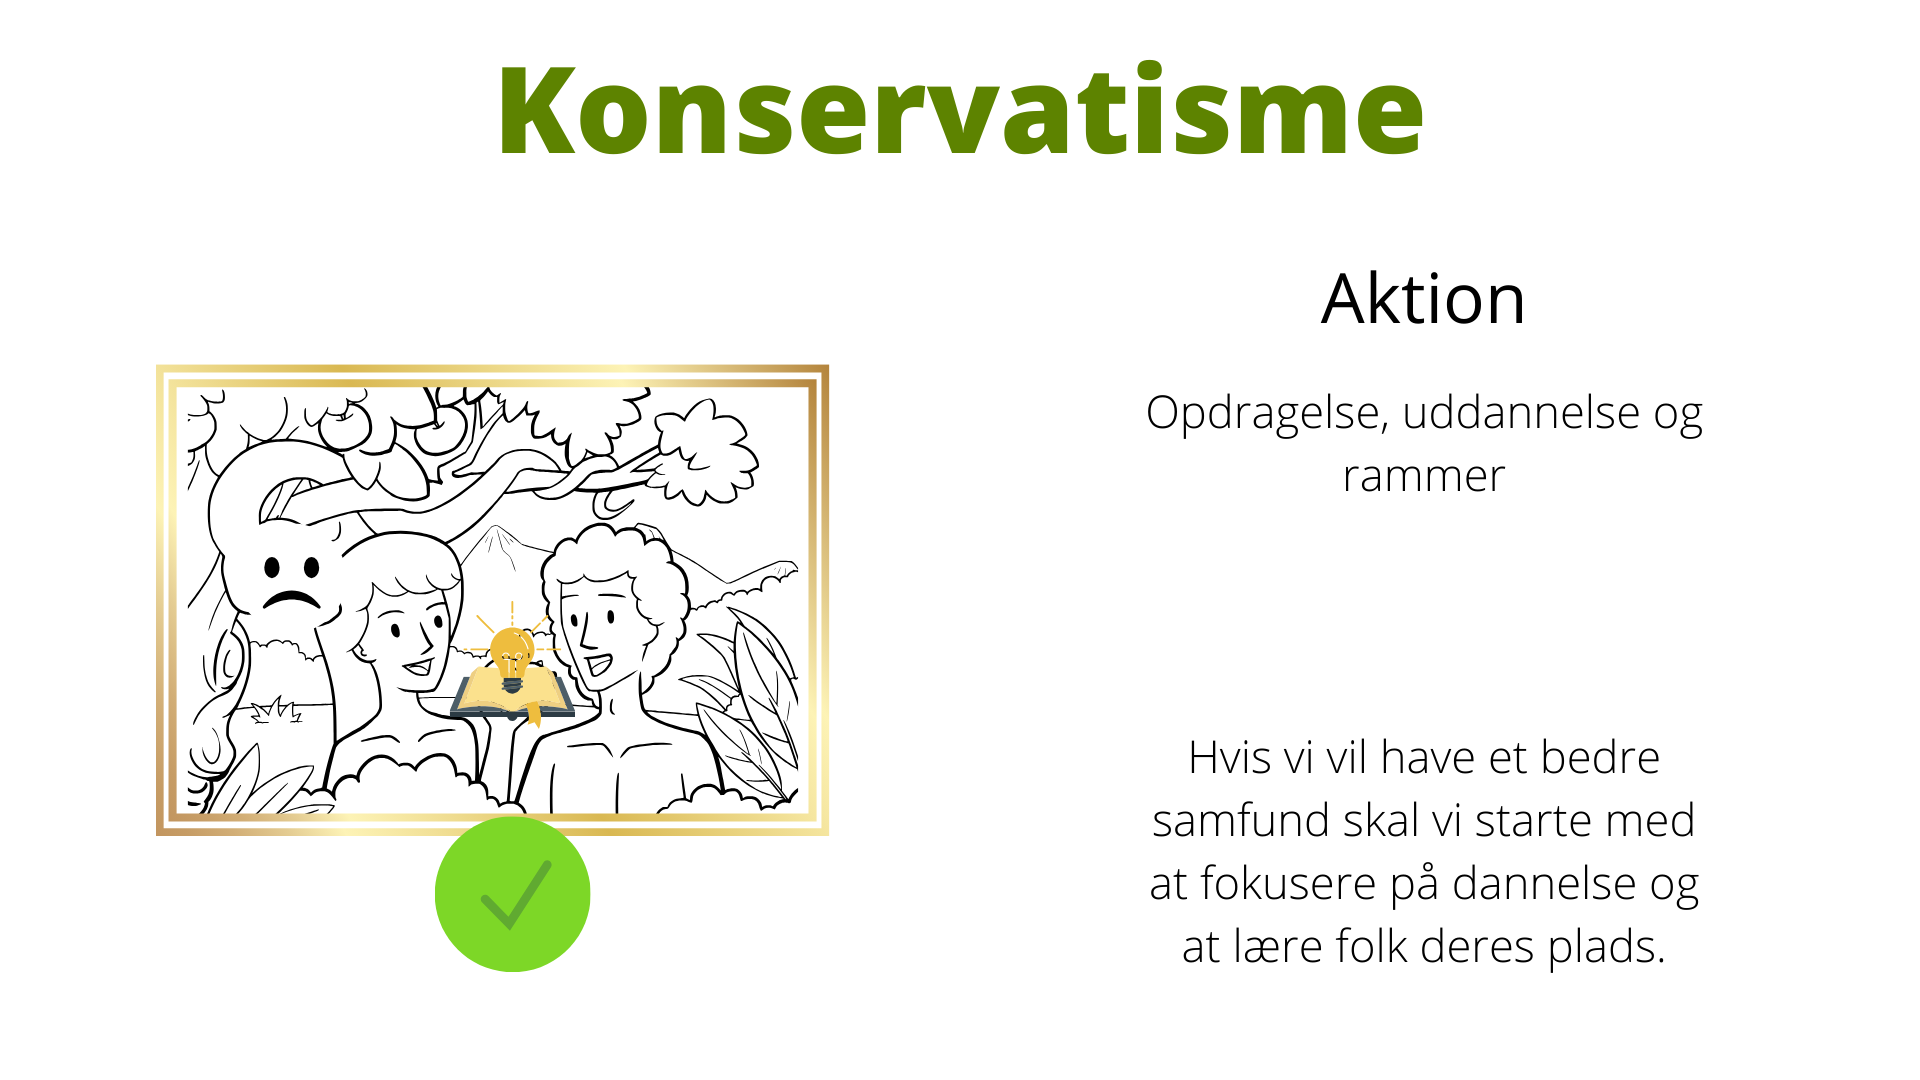 Konservatisme
Aktion
Opdragelse, uddannelse og
rammer
Hvis vi vil have et bedre
samfund skal vi starte med
at fokusere på dannelse og
at lære folk deres plads.